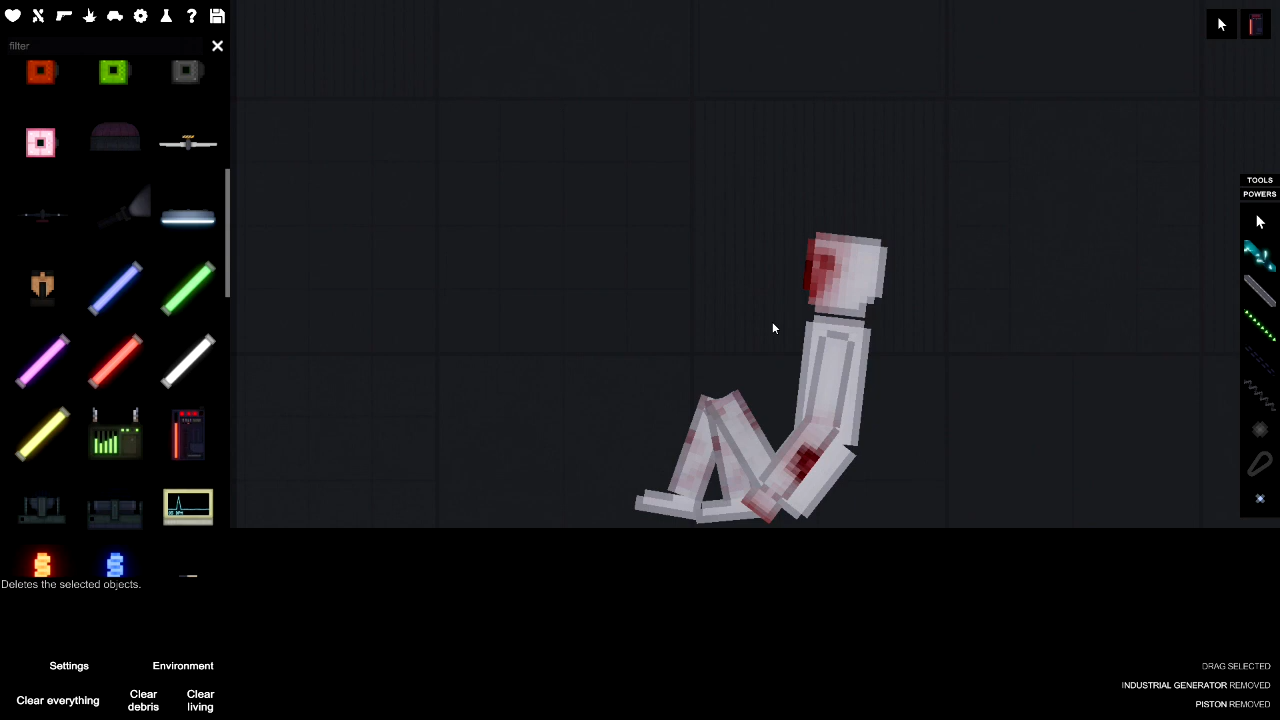 filter
TOOLS
POWERS
Deletes the selected objects.
Settings
Environment
Clear everything
Clear
debris
Clear
living
DRAG SELECTED
INDUSTRIAL GENERATOR REMOVED
PISTON REMOVED